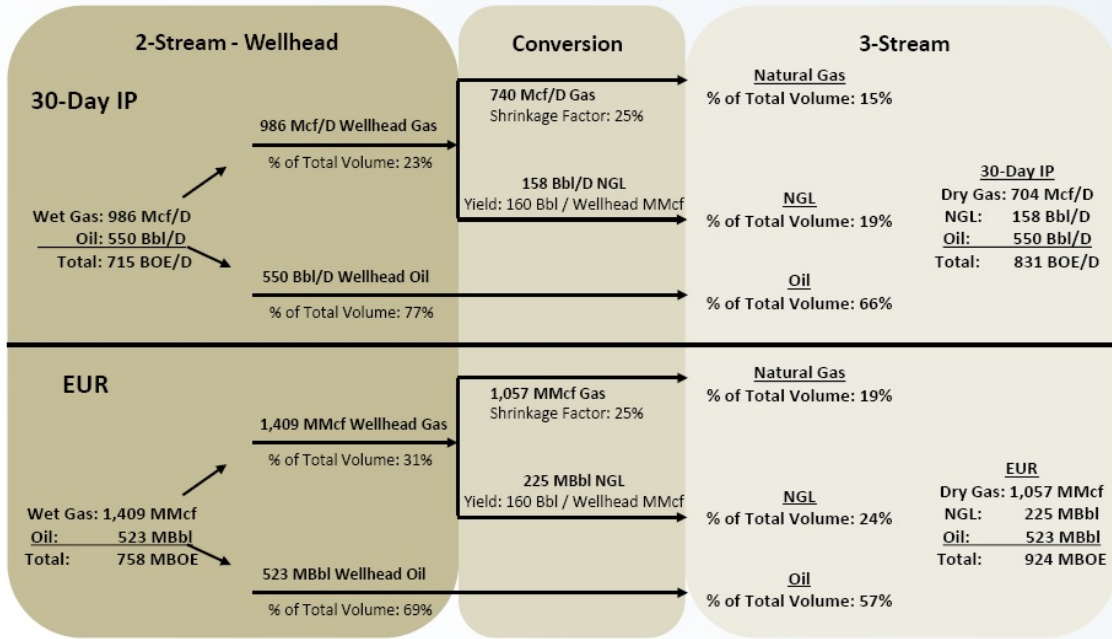 2-Stream - Wellhead
Conversion
3-Stream
30-Day IP
Wet Gas: 986 Mcf/D
Oil: 550 Bbl/D
Total: 715 BOE/D
986 Mcf/D Wellhead Gas
% of Total Volume: 23%
550 Bbl/D Wellhead Oil
% of Total Volume: 77%
740 Mcf/D Gas
Shrinkage Factor: 25%
158 Bbl/D NGL
Yield: 160 Bbl / Wellhead MMcf
Natural Gas
% of Total Volume: 15%
NGL
% of Total Volume: 19%
Oil
% of Total Volume: 66%
30-Day IP
Dry Gas: 704 Mcf/D
NGL: 158 Bbl/D
Oil: 550 Bbl/D
Total: 831 BOE/D
EUR
Wet Gas: 1,409 MMcf
Oil: 523 MBbl
Total: 758 MBOE
1,409 MMcf Wellhead Gas
% of Total Volume: 31%
523 MBbl Wellhead Oil
% of Total Volume: 69%
1,057 MMcf Gas
Shrinkage Factor: 25%
225 MBbl NGL
Yield: 160 Bbl / Wellhead MMcf
Natural Gas
% of Total Volume: 19%
NGL
% of Total Volume: 24%
Oil
% of Total Volume: 57%
EUR
Dry Gas: 1,057 MMcf
NGL: 225 MBbl
Oil: 523 MBbl
Total: 924 MBOE